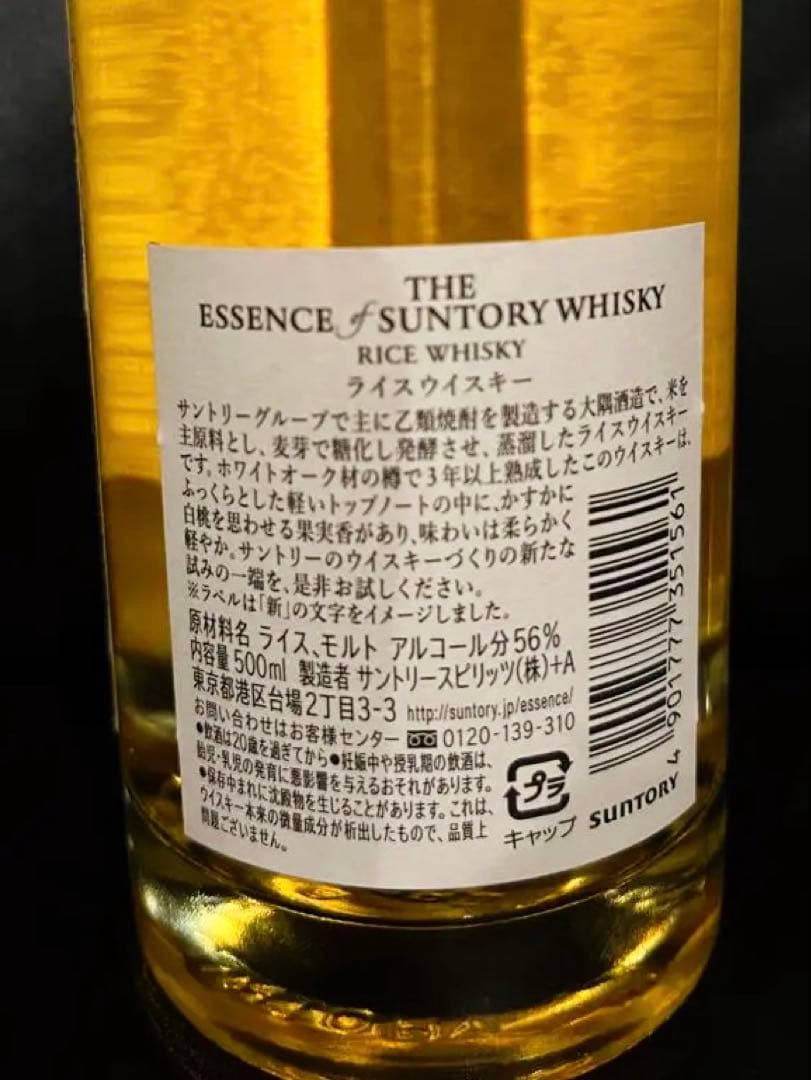 THE
ESSENCE of SUNTORY WHISKY
RICE WHISKY
ライスウイスキー
サントリーグループで主に乙類焼酎を製造する大隅酒造で、米を
主原料とし、麦芽で糖化し発酵させ、蒸溜したライスウイスキー
です。ホワイトオーク材の樽で3年以上熟成したこのウイスキーは、
ふっくらとした軽いトップノートの中に、かすかに
白桃を思わせる果実香があり、味わいは柔らかく
軽やか。サントリーのウイスキーづくりの新たな
試みの一端を、是非お試しください。
※ラベルは「新」の文字をイメージしました。
原材料名 ライス、モルト アルコール分56%
内容量500ml 製造者 サントリースピリッツ(株)+A
東京都港区台場2丁目3-3 http://suntory.jp/essence/
お問い合わせはお客様センター 0120-139-310
●飲酒は20歳を過ぎてから●妊娠中や授乳期の飲酒は、
胎児・乳児の発育に悪影響を与えるおそれがあります。
●保存中まれに沈殿物を生じることがあります。これは、
ウイスキー本来の微量成分が析出したもので、品質上
問題ございません。
プラ
キャップ
SUNTORY
4 901777 351561